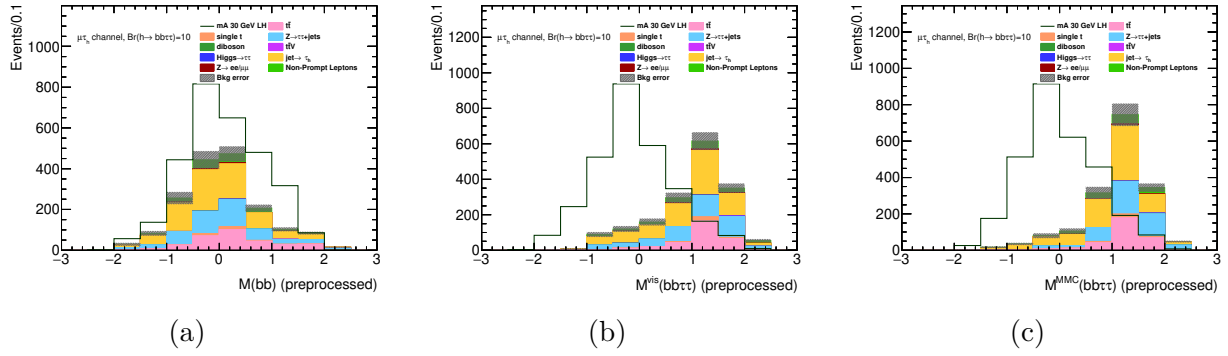 Events/0.1
1000
800
600
400
200
0
μτh channel, Br(h→ bbττ)=10
mA 30 GeV LH
single t
diboson
Higgs→ττ
Z→ ee/μμ
Bkg error
tt̄
Z→ττ+jets
tt̄V
jet→ τh
Non-Prompt Leptons
−3 −2 −1 0 1 2 3
M(bb) (preprocessed)
(a)
Events/0.1
1200
1000
800
600
400
200
0
μτh channel, Br(h→ bbττ)=10
mA 30 GeV LH
single t
diboson
Higgs→ττ
Z→ ee/μμ
Bkg error
tt̄
Z→ττ+jets
tt̄V
jet→ τh
Non-Prompt Leptons
−3 −2 −1 0 1 2 3
Mvis(bbττ) (preprocessed)
(b)
Events/0.1
1200
1000
800
600
400
200
0
μτh channel, Br(h→ bbττ)=10
mA 30 GeV LH
single t
diboson
Higgs→ττ
Z→ ee/μμ
Bkg error
tt̄
Z→ττ+jets
tt̄V
jet→ τh
Non-Prompt Leptons
−3 −2 −1 0 1 2 3
MMMC(bbττ) (preprocessed)
(c)